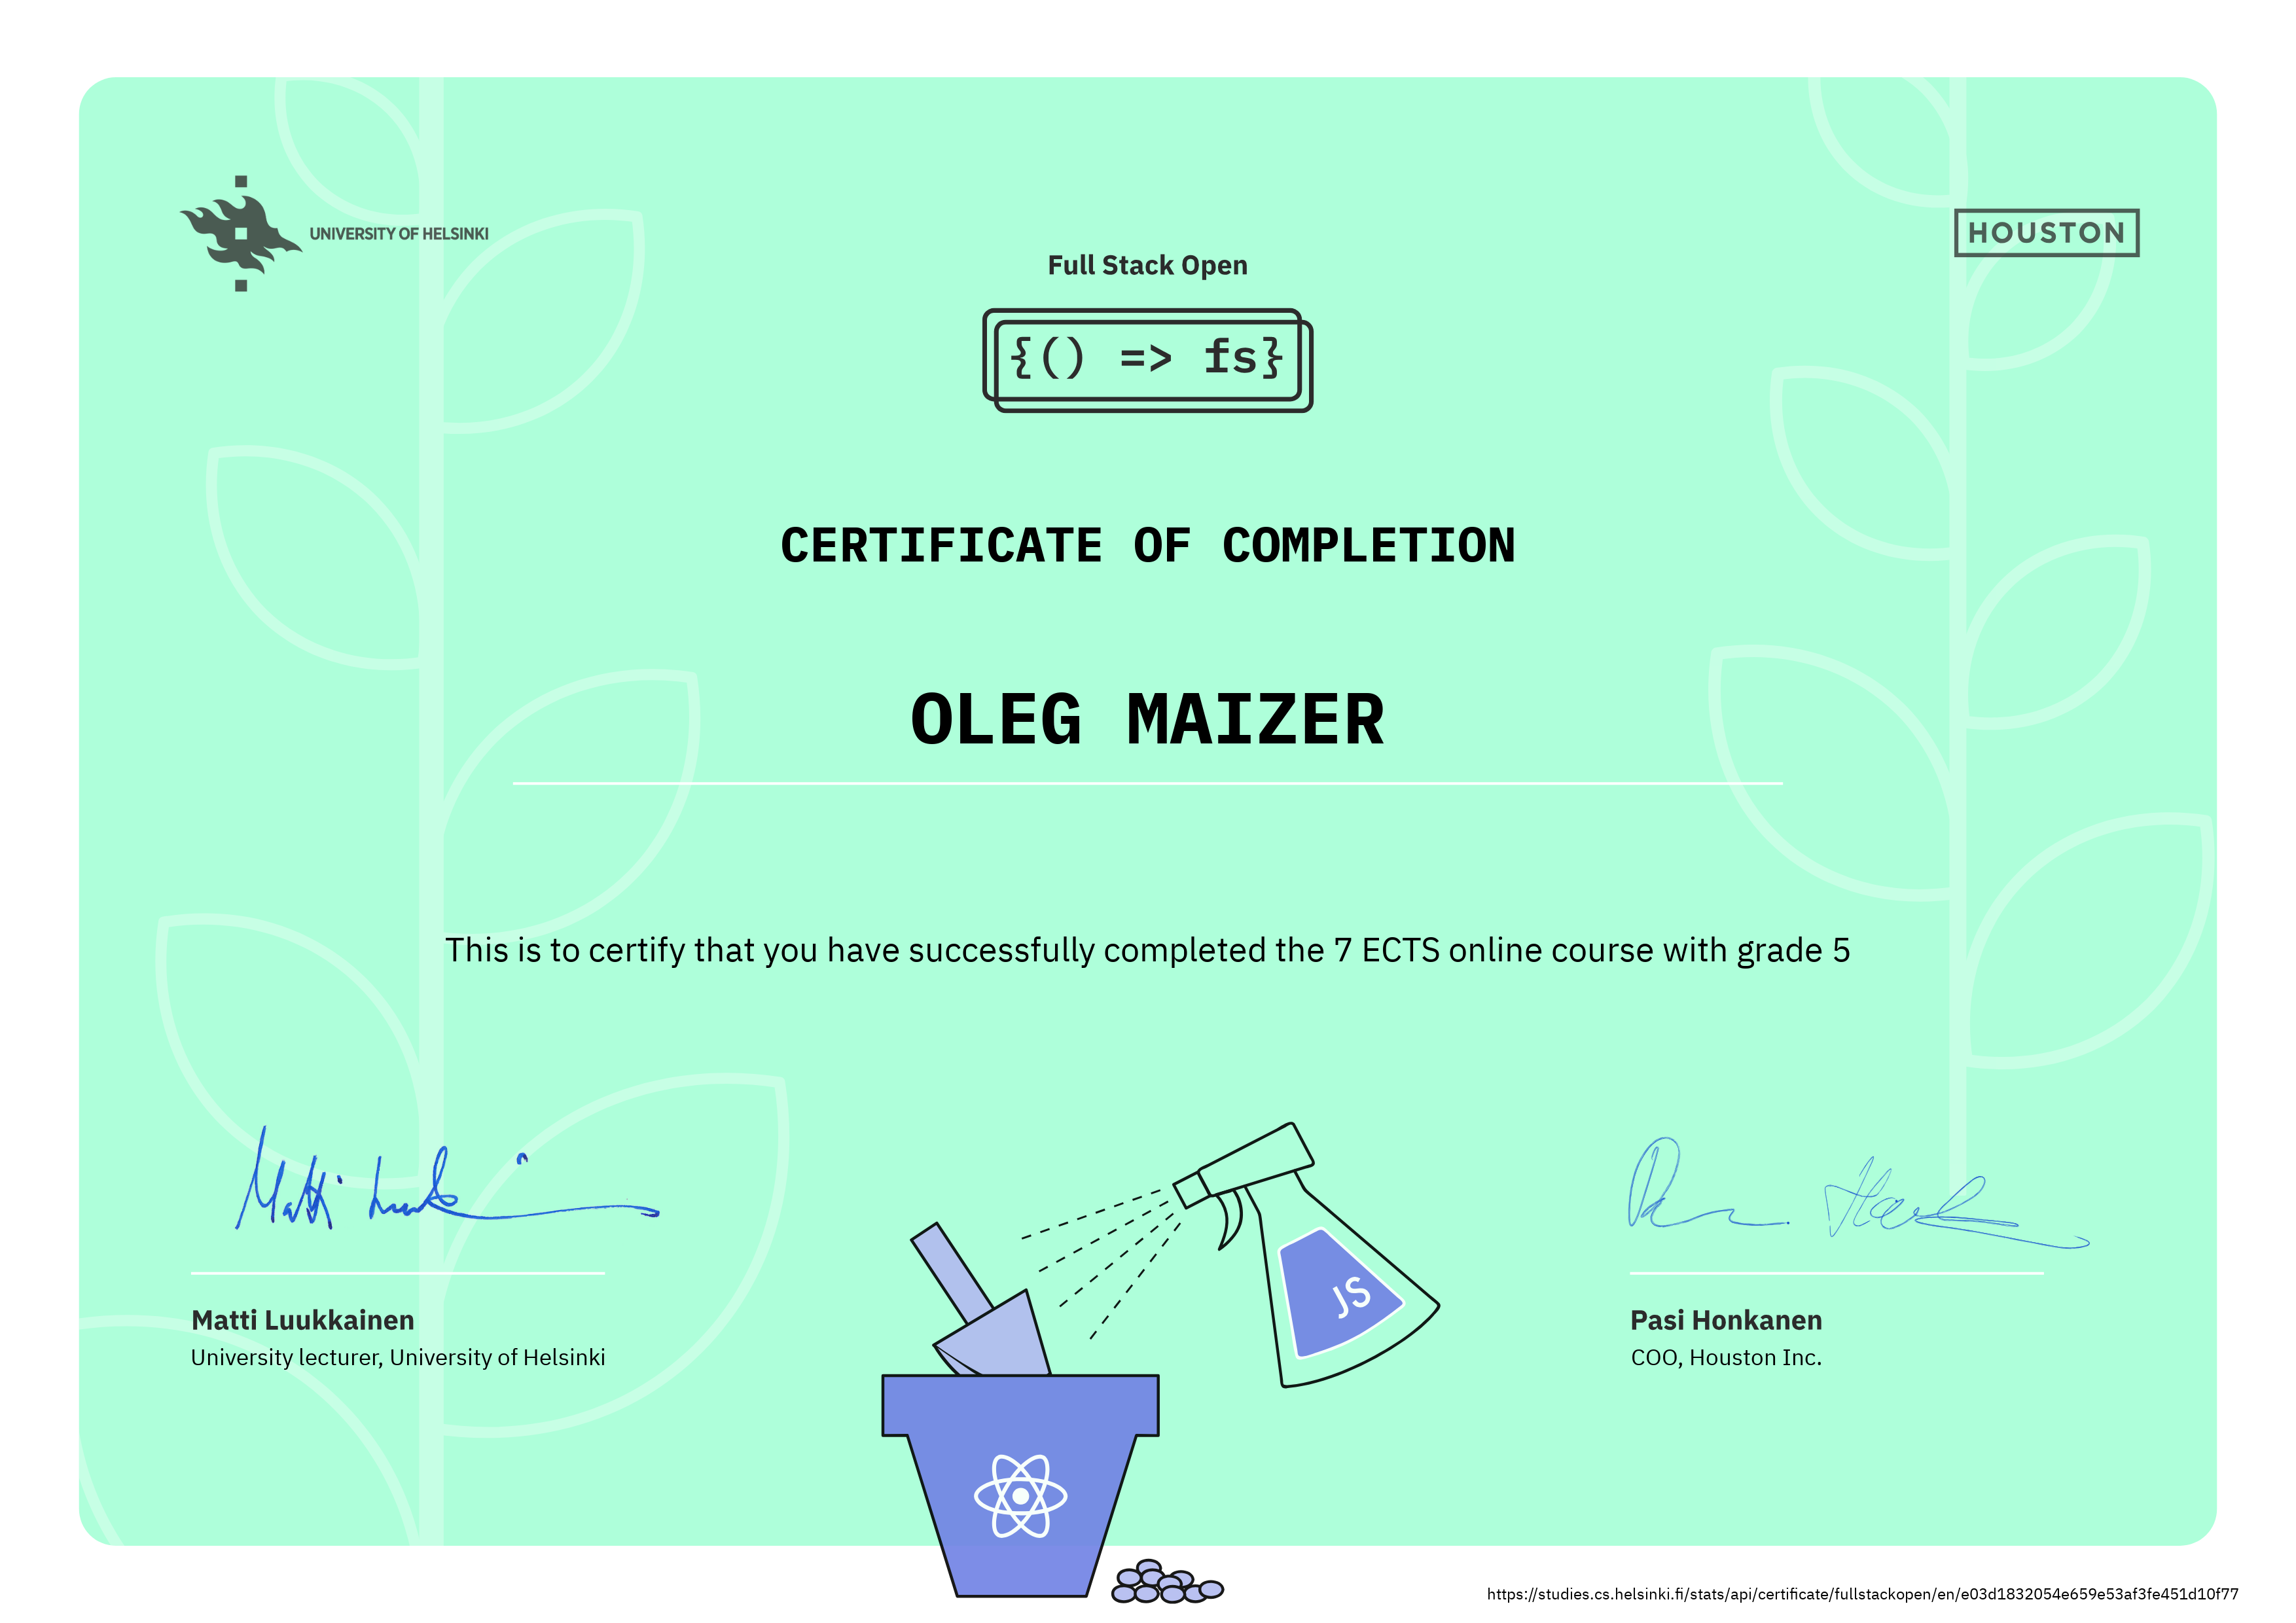 UNIVERSITY OF HELSINKI
HOUSTON
Full Stack Open
{() => fs}
CERTIFICATE OF COMPLETION
OLEG MAIZER
This is to certify that you have successfully completed the 7 ECTS online course with grade 5
JS
Matti Luukkainen
University lecturer, University of Helsinki
Pasi Honkanen
COO, Houston Inc.
https://studies.cs.helsinki.fi/stats/api/certificate/fullstackopen/en/e03d1832054e659e53af3fe451d10f77